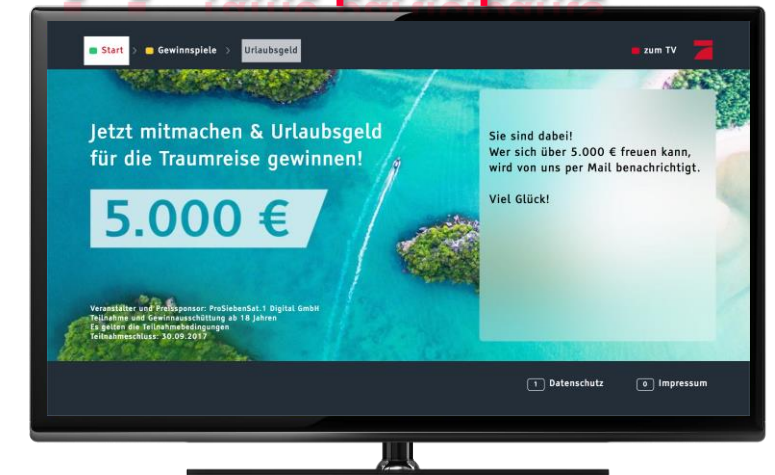 Start > Gewinnspiele > Urlaubsgeld
zum TV
Jetzt mitmachen & Urlaubsgeld
für die Traumreise gewinnen!
5.000 €
Sie sind dabei!
Wer sich über 5.000 € freuen kann,
wird von uns per Mail benachrichtigt.
Viel Glück!
Veranstalter und Preissponsor: ProSiebenSat.1 Digital GmbH
Teilnahme und Gewinnausschüttung ab 18 Jahren
Es gelten die Teilnahmebedingungen
Teilnahmeschluss: 30.09.2017
1 Datenschutz
0 Impressum